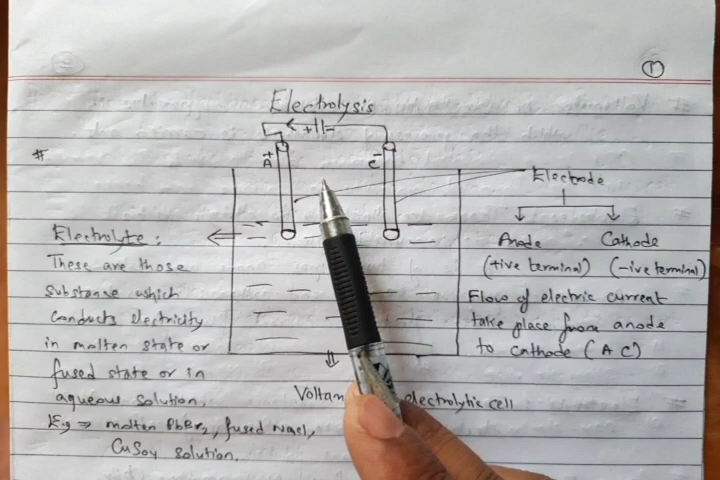 1
Electrolysis
+ -
#
A+
C-
Electrode
Anode Cathode
(+ive terminal) (-ive terminal)
Flow of electric current
take place from anode
to cathode (AC)
Electrolyte:
These are those
substance which
conducts electricity
in molten state or
fused state or in
aqueous solution.
E.g ⇒ molten PbBr2, fused NaCl,
CuSO4 solution.
electrolytic cell